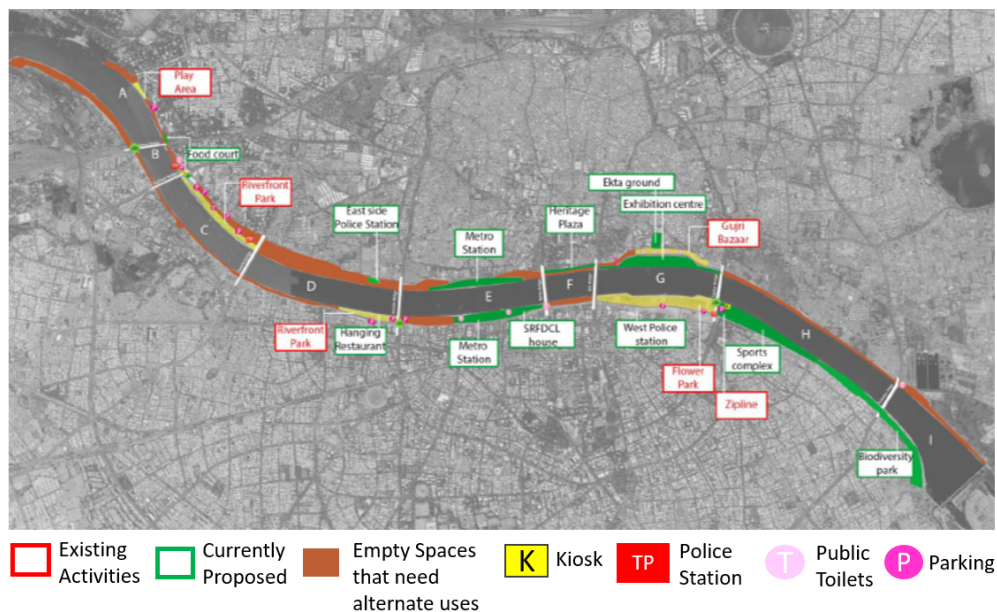 A
Play
Area
B
Food court
Riverfront
Park
C
East side
Police Station
D
Riverfront
Park
Hanging
Restaurant
Metro
Station
E
Metro
Station
SRFDCL
house
Heritage
Plaza
F
Ekta ground
Exhibition centre
Gujri
Bazaar
G
West Police
station
Flower
Park
Zipline
Sports
complex
H
Biodiversity
park
I
Existing
Activities
Currently
Proposed
Empty Spaces
that need
alternate uses
K
Kiosk
TP
Police
Station
T
Public
Toilets
P
Parking